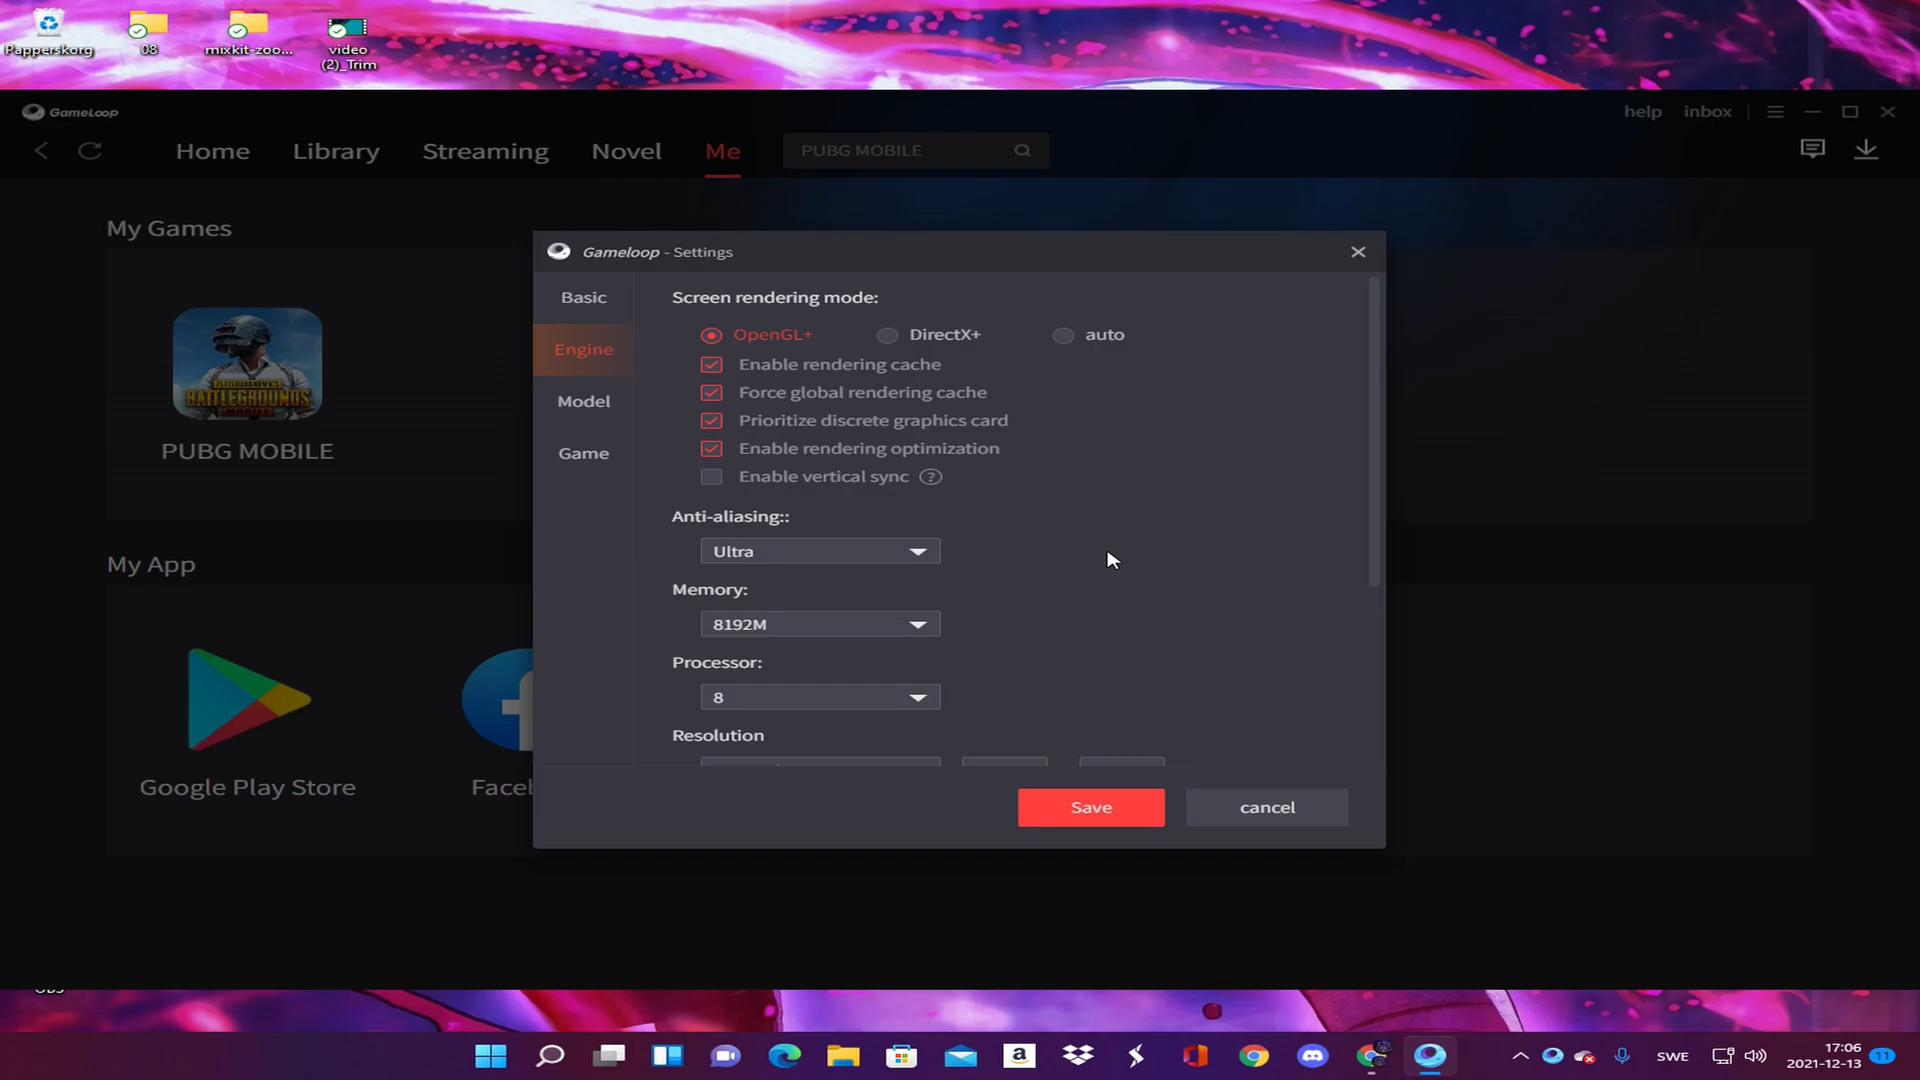 Papperskorg
08
mixkit-zoo...
video
(2)_Trim
GameLoop
help
inbox
Home
Library
Streaming
Novel
Me
PUBG MOBILE
My Games
PUBG MOBILE
My App
Google Play Store
Faceb
Gameloop - Settings
Basic
Engine
Model
Game
Screen rendering mode:
OpenGL+
DirectX+
auto
Enable rendering cache
Force global rendering cache
Prioritize discrete graphics card
Enable rendering optimization
Enable vertical sync ?
Anti-aliasing::
Ultra
Memory:
8192M
Processor:
8
Resolution
Save
cancel
OBS
SWE
17:06
2021-12-13
11